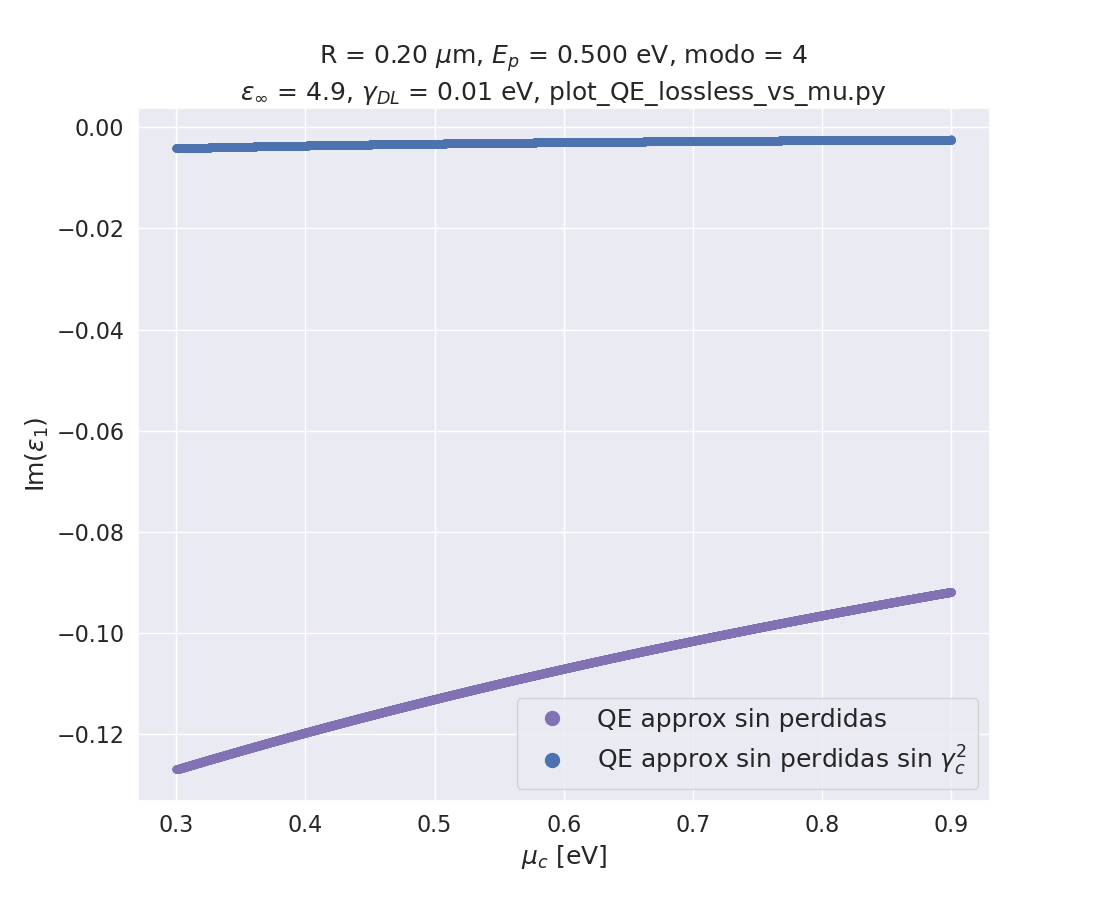 R = 0.20 μm, E_p = 0.500 eV, modo = 4
ε_∞ = 4.9, γ_DL = 0.01 eV, plot_QE_lossless_vs_mu.py
0.00
−0.02
−0.04
−0.06
−0.08
−0.10
−0.12
Im(ε_1)
QE approx sin perdidas
QE approx sin perdidas sin γ_c^2
0.3 0.4 0.5 0.6 0.7 0.8 0.9
μ_c [eV]